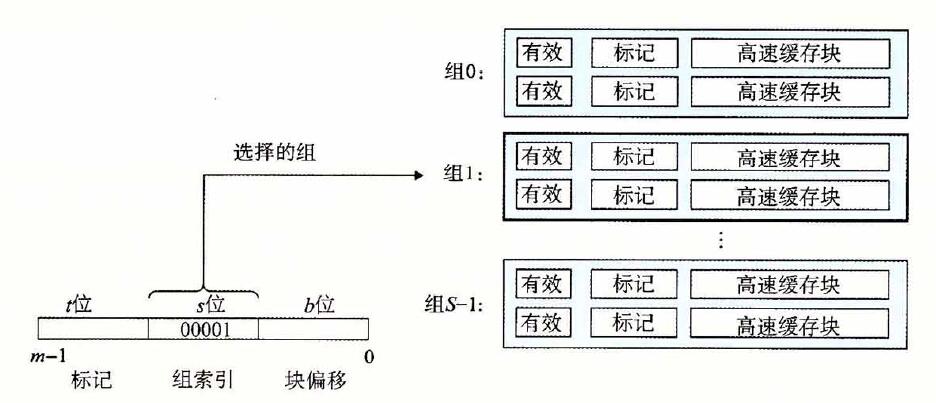 组0:
有效 标记 高速缓存块
有效 标记 高速缓存块
选择的组
组1:
有效 标记 高速缓存块
有效 标记 高速缓存块
⋮
组S-1:
有效 标记 高速缓存块
有效 标记 高速缓存块
t位 s位 b位
00001
m-1 0
标记 组索引 块偏移